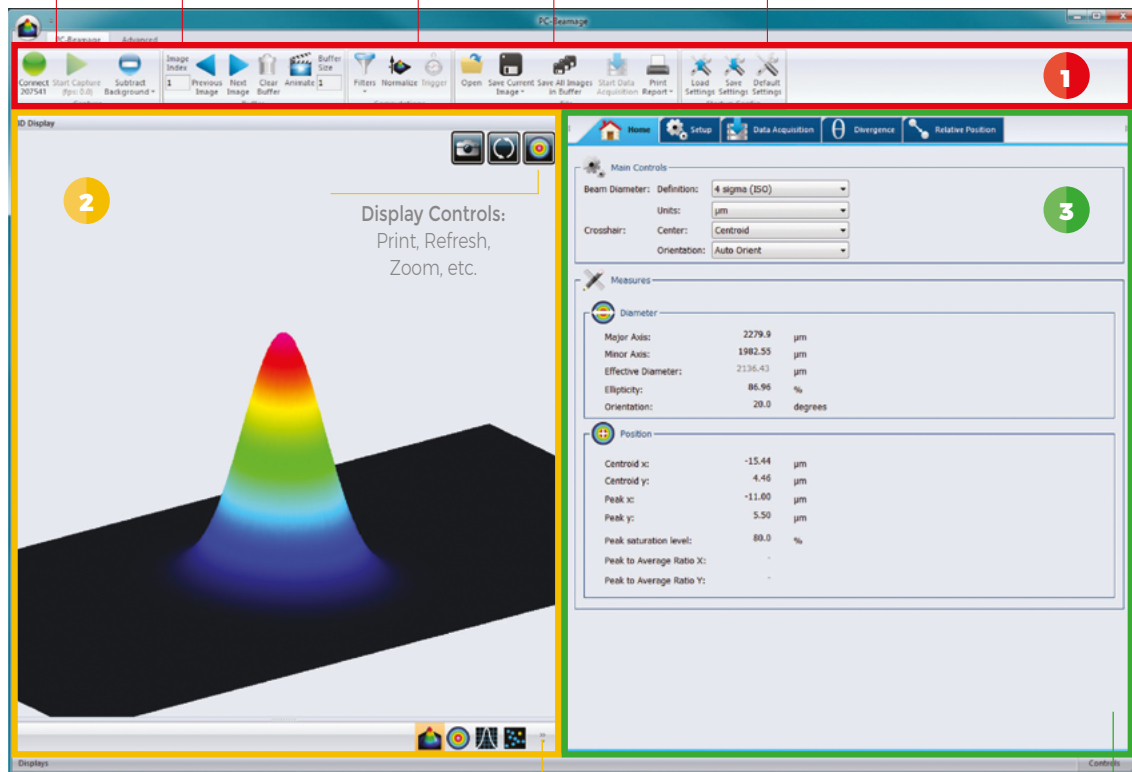 PC-Beamage
PC-Beamage Advanced
Connect 207541
Start Capture (fps: 0.0)
Subtract Background
Image Index
1
Previous Image
Next Image
Clear Buffer
Animate
Buffer Size
1
Filters
Normalize
Trigger
Open
Save Current Image
Save All Images in Buffer
Start Data Acquisition
Print Report
Load Settings
Save Settings
Default Settings
1
3D Display
2
Display Controls:
Print, Refresh,
Zoom, etc.
Home Setup Data Acquisition Divergence Relative Position
3
Main Controls
Beam Diameter: Definition: 4 sigma (ISO)
Units: µm
Crosshair: Center: Centroid
Orientation: Auto Orient
Measures
Diameter
Major Axis: 2279.9 µm
Minor Axis: 1982.55 µm
Effective Diameter: 2136.43 µm
Ellipticity: 86.96 %
Orientation: 20.0 degrees
Position
Centroid x: -15.44 µm
Centroid y: 4.46 µm
Peak x: -11.00 µm
Peak y: 5.50 µm
Peak saturation level: 80.0 %
Peak to Average Ratio X: -
Peak to Average Ratio Y: -
Displays Controls